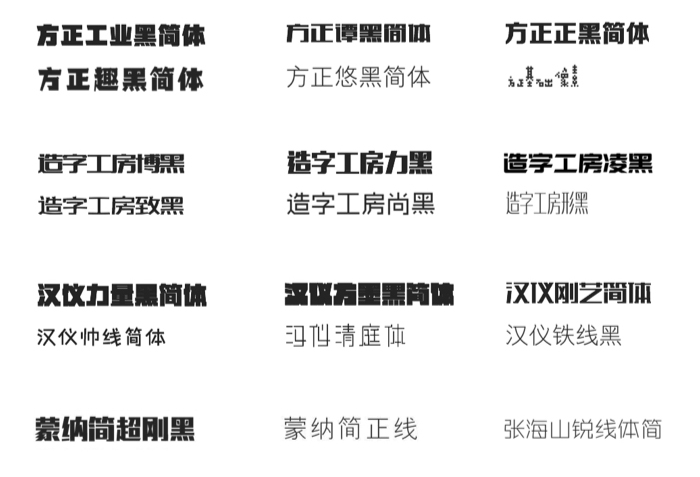 方正工业黑简体
方正谭黑简体
方正正黑简体
方正趣黑简体
方正悠黑简体
方正基础像素
造字工房博黑
造字工房力黑
造字工房凌黑
造字工房致黑
造字工房尚黑
造字工房形黑
汉仪力量黑简体
汉仪方叠黑简体
汉仪刚艺简体
汉仪帅线简体
汉仪清庭体
汉仪铁线黑
蒙纳简超刚黑
蒙纳简正线
张海山锐线体简